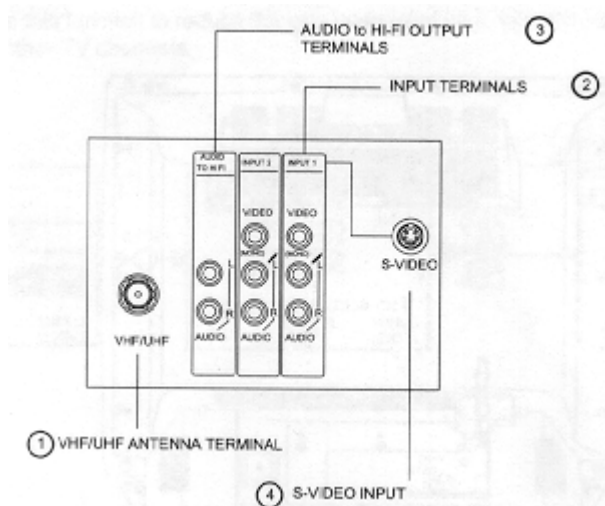 AUDIO to HI-FI OUTPUT
TERMINALS
3
INPUT TERMINALS
2
AUDIO
TO HI FI
INPUT 2
INPUT 1
VIDEO
VIDEO
(MONO)
(MONO)
S-VIDEO
L
L
L
R
R
R
AUDIO
AUDIO
AUDIO
VHF/UHF
1 VHF/UHF ANTENNA TERMINAL
4 S-VIDEO INPUT